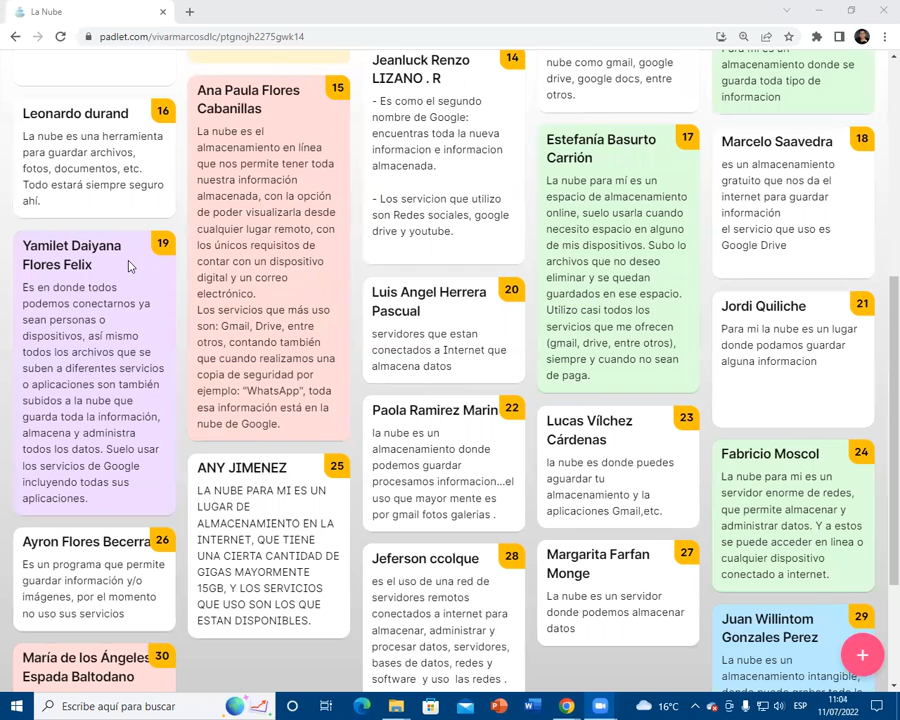 La Nube
padlet.com/vivarmarcosdlc/ptgnojh2275gwk14
Leonardo durand
16
La nube es una herramienta
para guardar archivos,
fotos, documentos, etc.
Todo estará siempre seguro
ahí.
Yamilet Daiyana
Flores Felix
19
Es en donde todos
podemos conectarnos ya
sean personas o
dispositivos, así mismo
todos los archivos que se
suben a diferentes servicios
o aplicaciones son también
subidos a la nube que
guarda toda la información,
almacena y administra
todos los datos. Suelo usar
los servicios de Google
incluyendo todas sus
aplicaciones.
Ayron Flores Becerra
26
Es un programa que permite
guardar información y/o
imágenes, por el momento
no uso sus servicios
María de los Ángeles
Espada Baltodano
30
Ana Paula Flores
Cabanillas
15
La nube es el
almacenamiento en línea
que nos permite tener toda
nuestra información
almacenada, con la opción
de poder visualizarla desde
cualquier lugar remoto, con
los únicos requisitos de
contar con un dispositivo
digital y un correo
electrónico.
Los servicios que más uso
son: Gmail, Drive, entre
otros, contando también
que cuando realizamos una
copia de seguridad por
ejemplo: "WhatsApp", toda
esa información está en la
nube de Google.
ANY JIMENEZ
25
LA NUBE PARA MI ES UN
LUGAR DE
ALMACENAMIENTO EN LA
INTERNET, QUE TIENE
UNA CIERTA CANTIDAD DE
GIGAS MAYORMENTE
15GB, Y LOS SERVICIOS
QUE USO SON LOS QUE
ESTAN DISPONIBLES.
Jeanluck Renzo
LIZANO . R
14
- Es como el segundo
nombre de Google:
encuentras toda la nueva
informacion e informacion
almacenada.
- Los servicion que utilizo
son Redes sociales, google
drive y youtube.
Luis Angel Herrera
Pascual
20
servidores que estan
conectados a Internet que
almacena datos
Paola Ramirez Marin
22
la nube es un
almacenamiento donde
podemos guardar
procesamos informacion...el
uso que mayor mente es
por gmail fotos galerias .
Jeferson ccolque
28
es el uso de una red de
servidores remotos
conectados a internet para
almacenar, administrar y
procesar datos, servidores,
bases de datos, redes y
software y uso las redes .
nube como gmail, google
drive, google docs, entre
otros.
Estefanía Basurto
Carrión
17
La nube para mí es un
espacio de almacenamiento
online, suelo usarla cuando
necesito espacio en alguno
de mis dispositivos. Subo lo
archivos que no deseo
eliminar y se quedan
guardados en ese espacio.
Utilizo casi todos los
servicios que me ofrecen
(gmail, drive, entre otros),
siempre y cuando no sean
de paga.
Lucas Vílchez
Cárdenas
23
la nube es donde puedes
aguardar tu
almacenamiento y la
aplicaciones Gmail,etc.
Margarita Farfan
Monge
27
La nube es un servidor
donde podemos almacenar
datos
Para mi es un
almacenamiento donde se
guarda toda tipo de
informacion
Marcelo Saavedra
18
es un almacenamiento
gratuito que nos da el
internet para guardar
información
el servicio que uso es
Google Drive
Jordi Quiliche
21
Para mi la nube es un lugar
donde podamos guardar
alguna informacion
Fabricio Moscol
24
La nube para mi es un
servidor enorme de redes,
que permite almacenar y
administrar datos. Y a estos
se puede acceder en linea o
cualquier dispositivo
conectado a internet.
Juan Willintom
Gonzales Perez
29
La nube es un
almacenamiento intangible,
donde puedo grabar toda la
Escribe aquí para buscar
16°C
ESP
11:04
11/07/2022